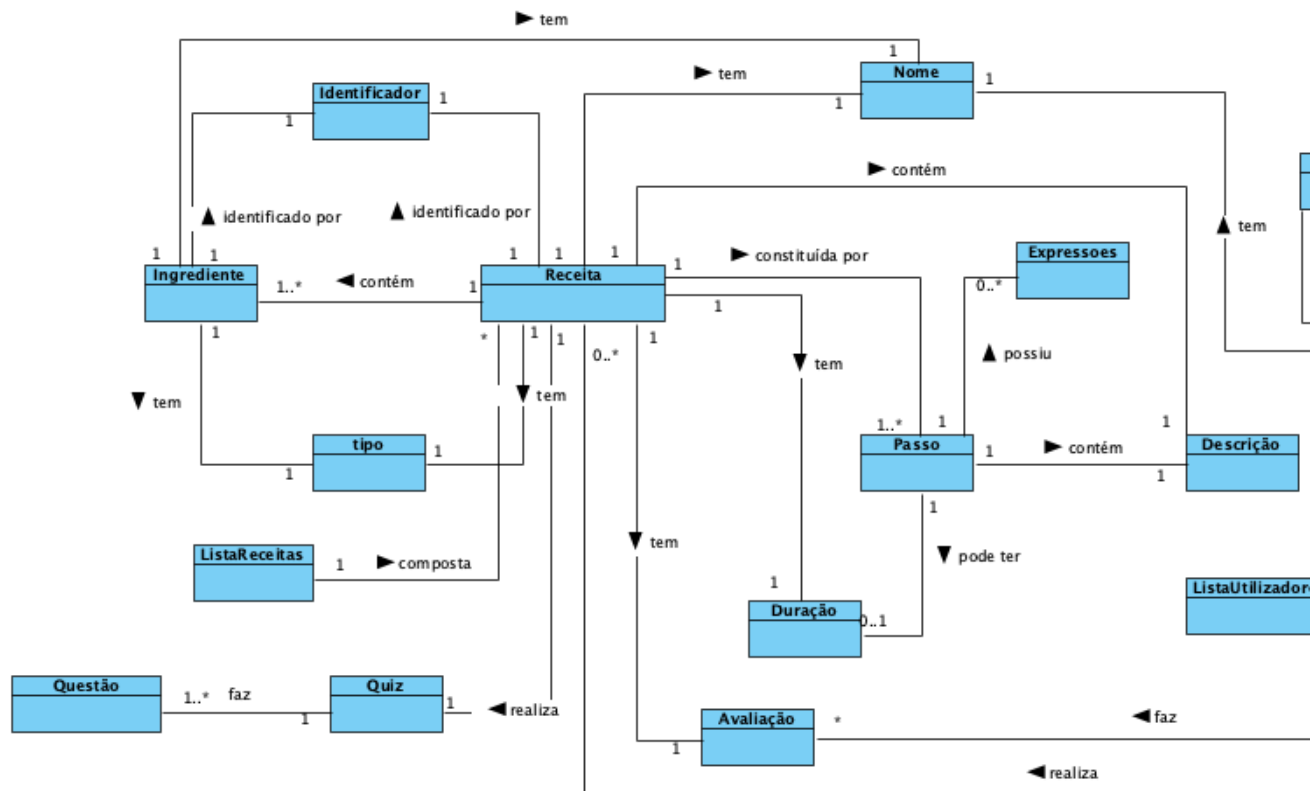 tem
1
Nome
1
tem
1
Identificador
1
1
1
contém
identificado por
identificado por
tem
1
1
1
1
1
1
constituída por
Expressoes
Ingrediente
Receita
1..*
contém
1
1
0..*
1
*
1
1
0..*
1
possiu
tem
tem
tem
1..*
1
1
tipo
1
Passo
1
contém
Descrição
1
1
1
ListaReceitas
1
composta
tem
pode ter
1
ListaUtilizadore
Duração
0..1
Questão
1..*
faz
1
Quiz
1
realiza
Avaliação
*
faz
1
realiza